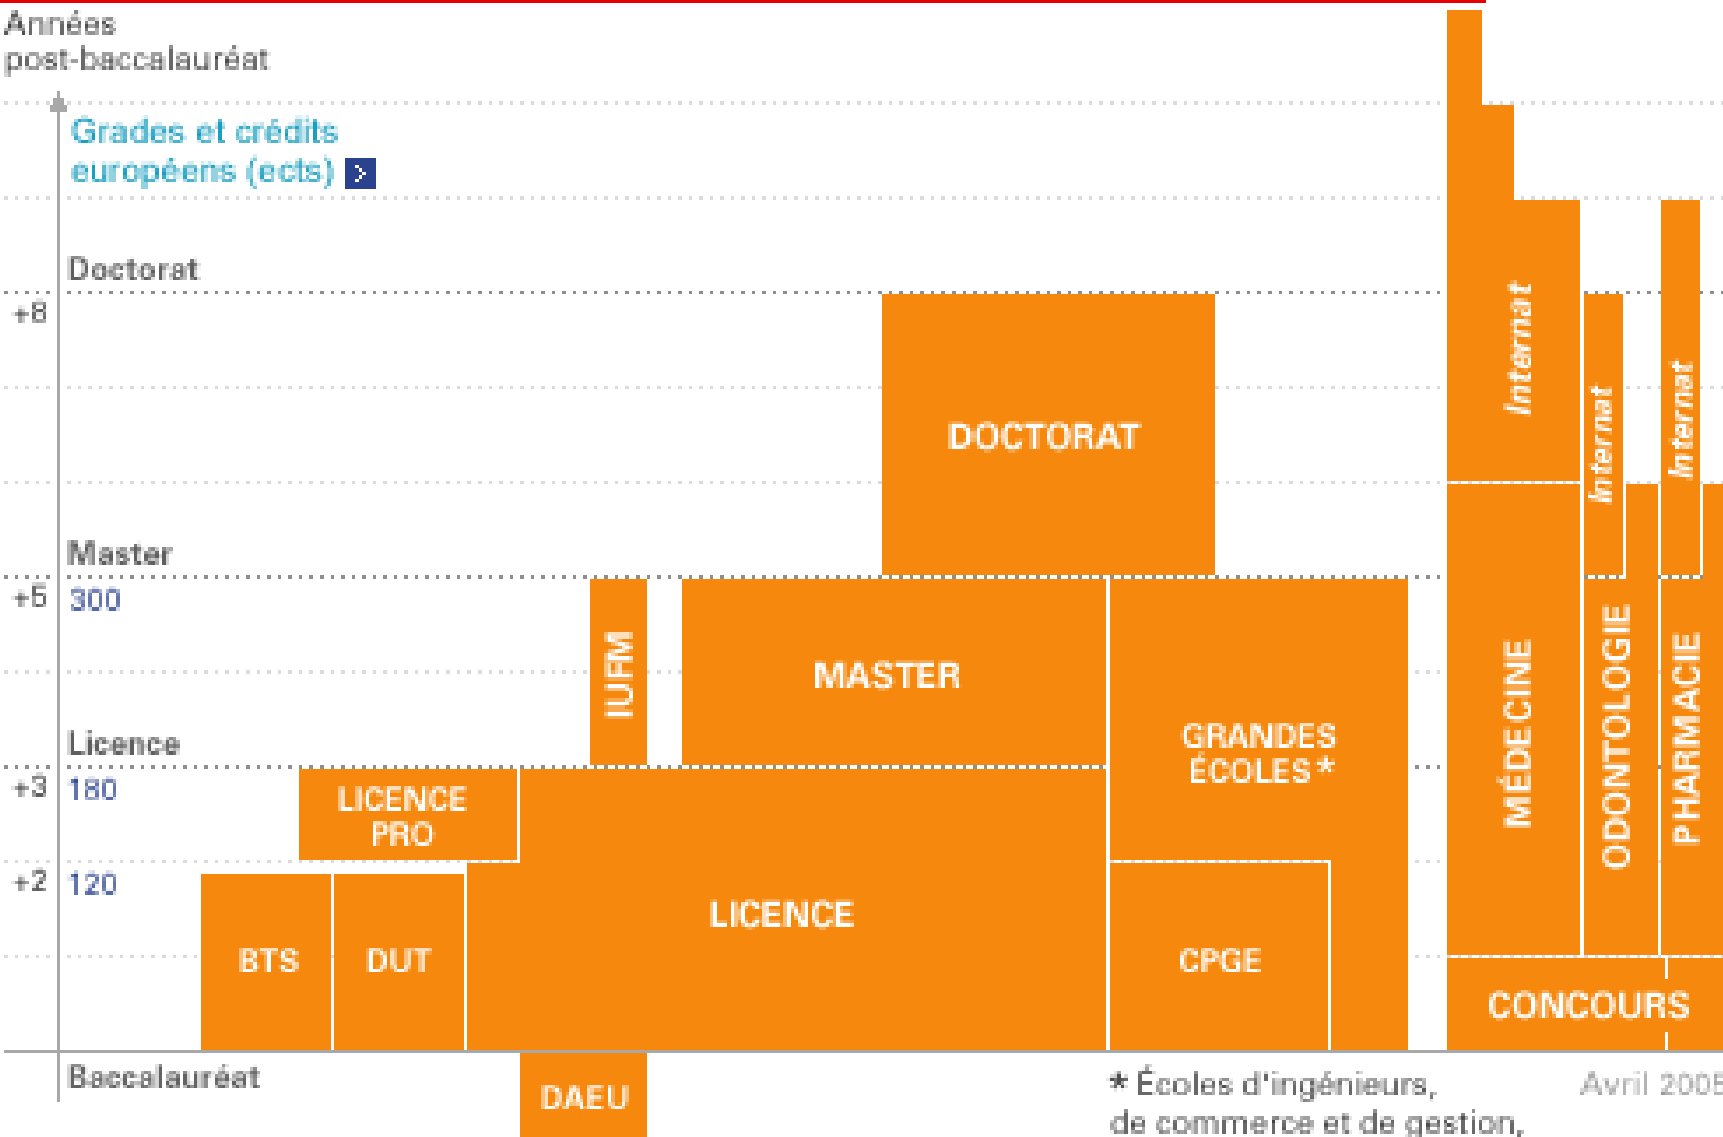 Années
post-baccalauréat
Grades et crédits
européens (ects) >
Doctorat
+8
DOCTORAT
Internat
Internat
Internat
Master
+5 300
IUFM
MASTER
GRANDES
ÉCOLES*
MÉDECINE
ODONTOLOGIE
PHARMACIE
Licence
+3 180
LICENCE
PRO
+2 120
LICENCE
BTS
DUT
CPGE
CONCOURS
Baccalauréat
DAEU
* Écoles d'ingénieurs,
de commerce et de gestion,
Avril 2005